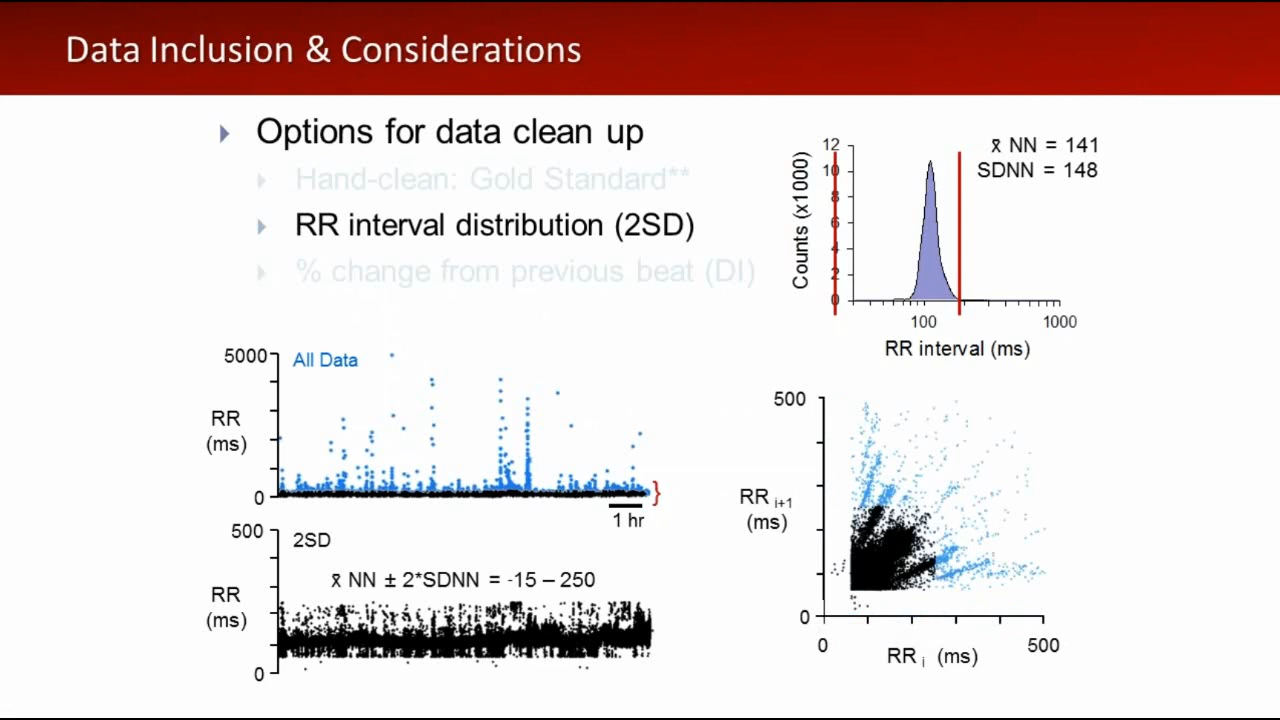 Data Inclusion & Considerations
Options for data clean up
Hand-clean: Gold Standard**
RR interval distribution (2SD)
% change from previous beat (DI)
x̄ NN = 141
SDNN = 148
Counts (x1000)
12
10
8
6
4
2
0
100
1000
RR interval (ms)
5000
All Data
RR
(ms)
0
}
1 hr
500
2SD
x̄ NN ± 2*SDNN = -15 – 250
RR
(ms)
0
500
RR i+1
(ms)
0
0
500
RR i (ms)